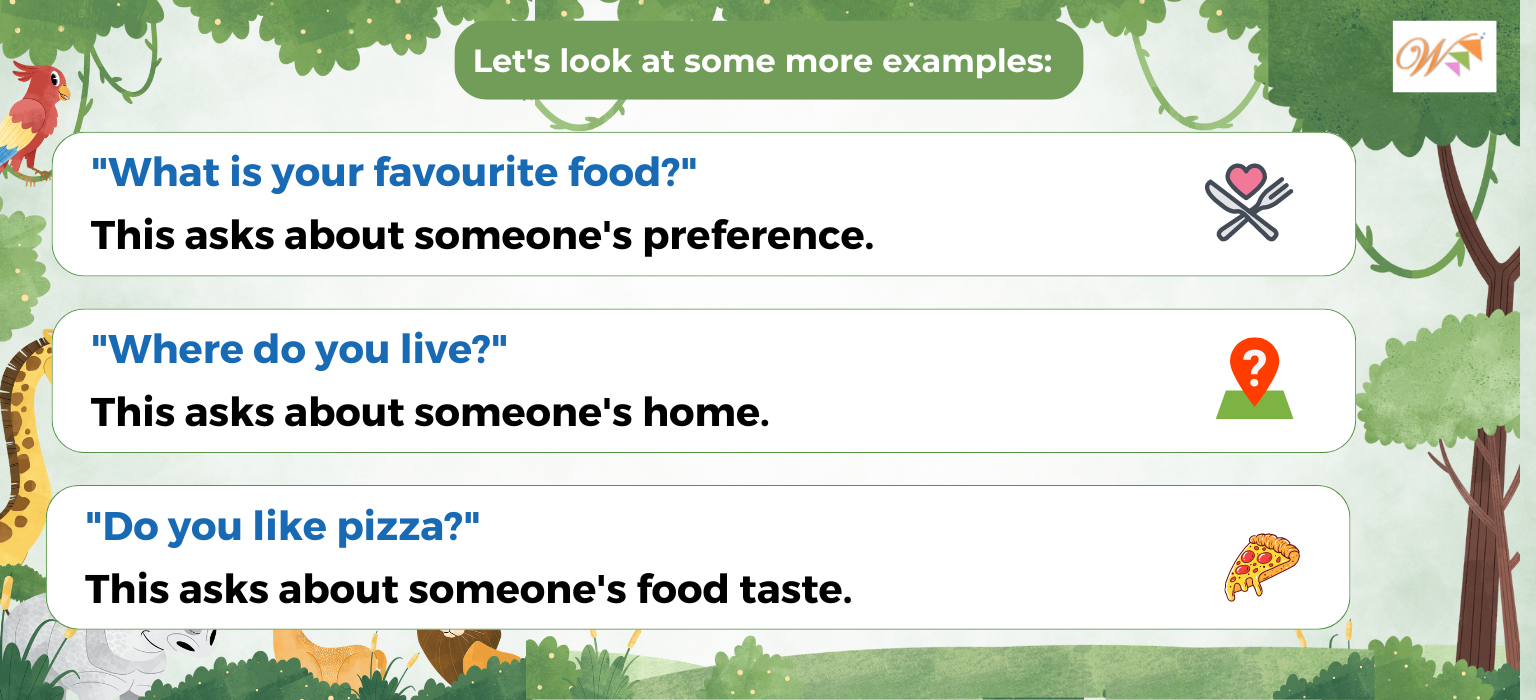 Let's look at some more examples:
W
"What is your favourite food?"
This asks about someone's preference.
"Where do you live?"
?
This asks about someone's home.
"Do you like pizza?"
This asks about someone's food taste.